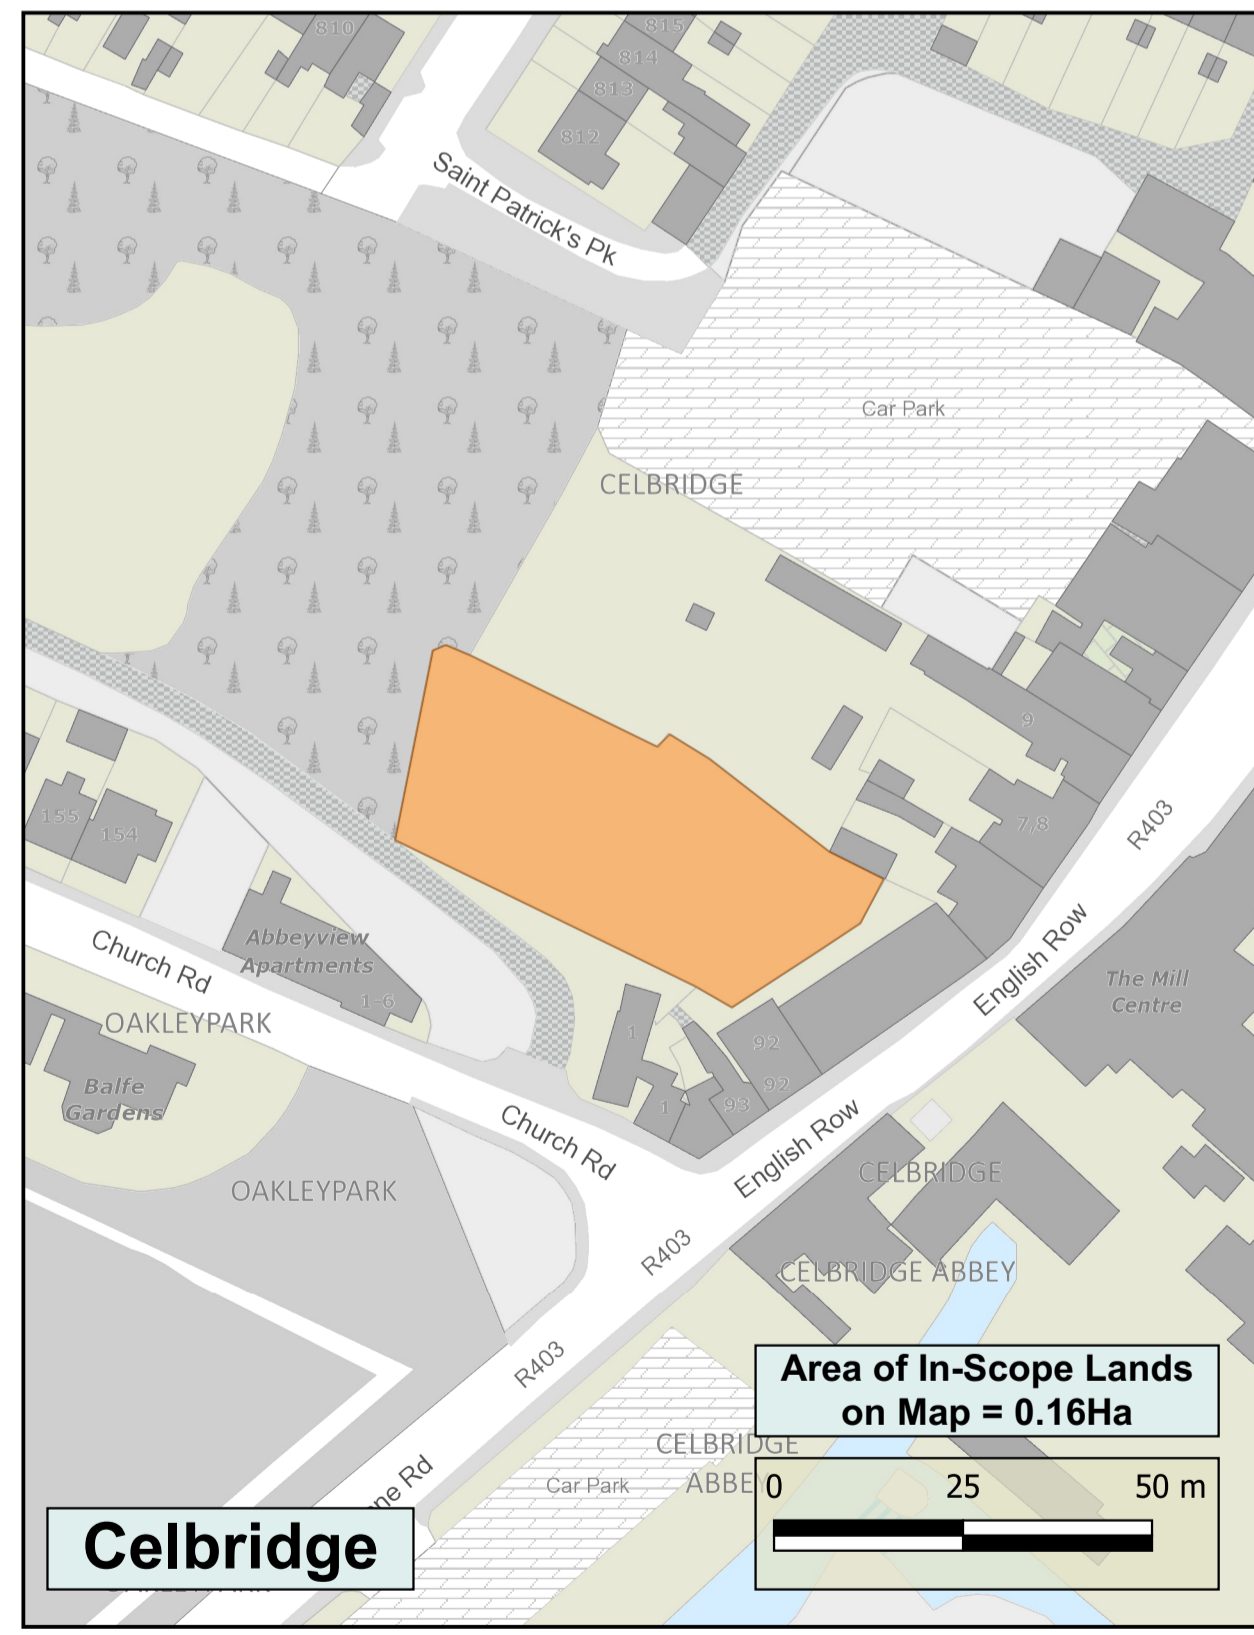 810
815
814
813
812
Saint Patrick's Pk
Car Park
CELBRIDGE
9
7,8
R403
155
154
Abbeyview
Apartments
1-6
Church Rd
English Row
The Mill
Centre
OAKLEYPARK
1
92
92
93
1
Balfe
Gardens
Church Rd
English Row
CELBRIDGE
OAKLEYPARK
R403
CELBRIDGE ABBEY
R403
Area of In-Scope Lands
on Map = 0.16Ha
CELBRIDGE
ABBEY
Car Park
ne Rd
0 25 50 m
Celbridge